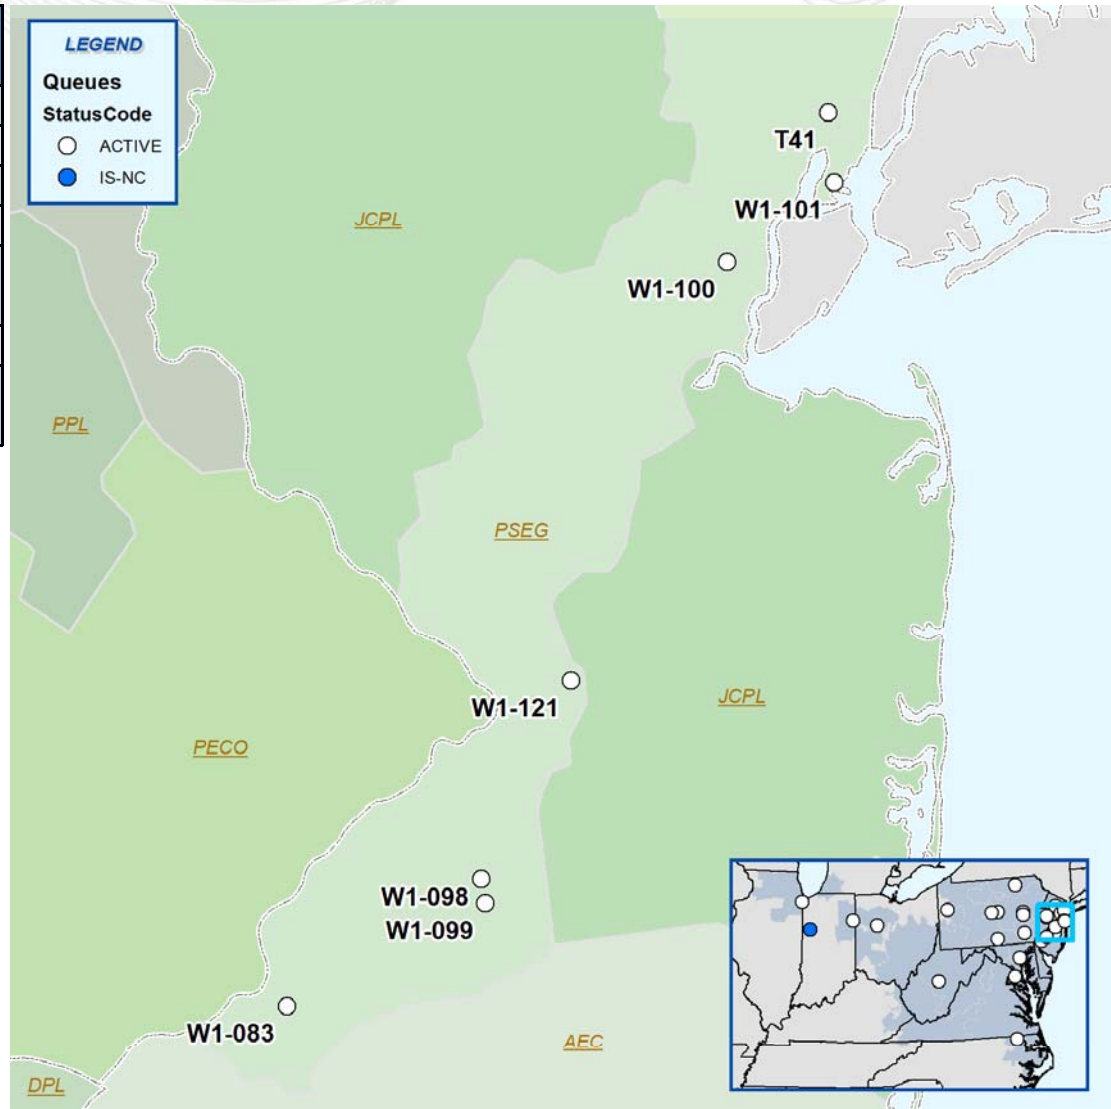 LEGEND
Queues
StatusCode
ACTIVE
IS-NC
T41
W1-101
JCPL
W1-100
PPL
PSEG
W1-121
JCPL
PECO
W1-098
W1-099
W1-083
AEC
DPL